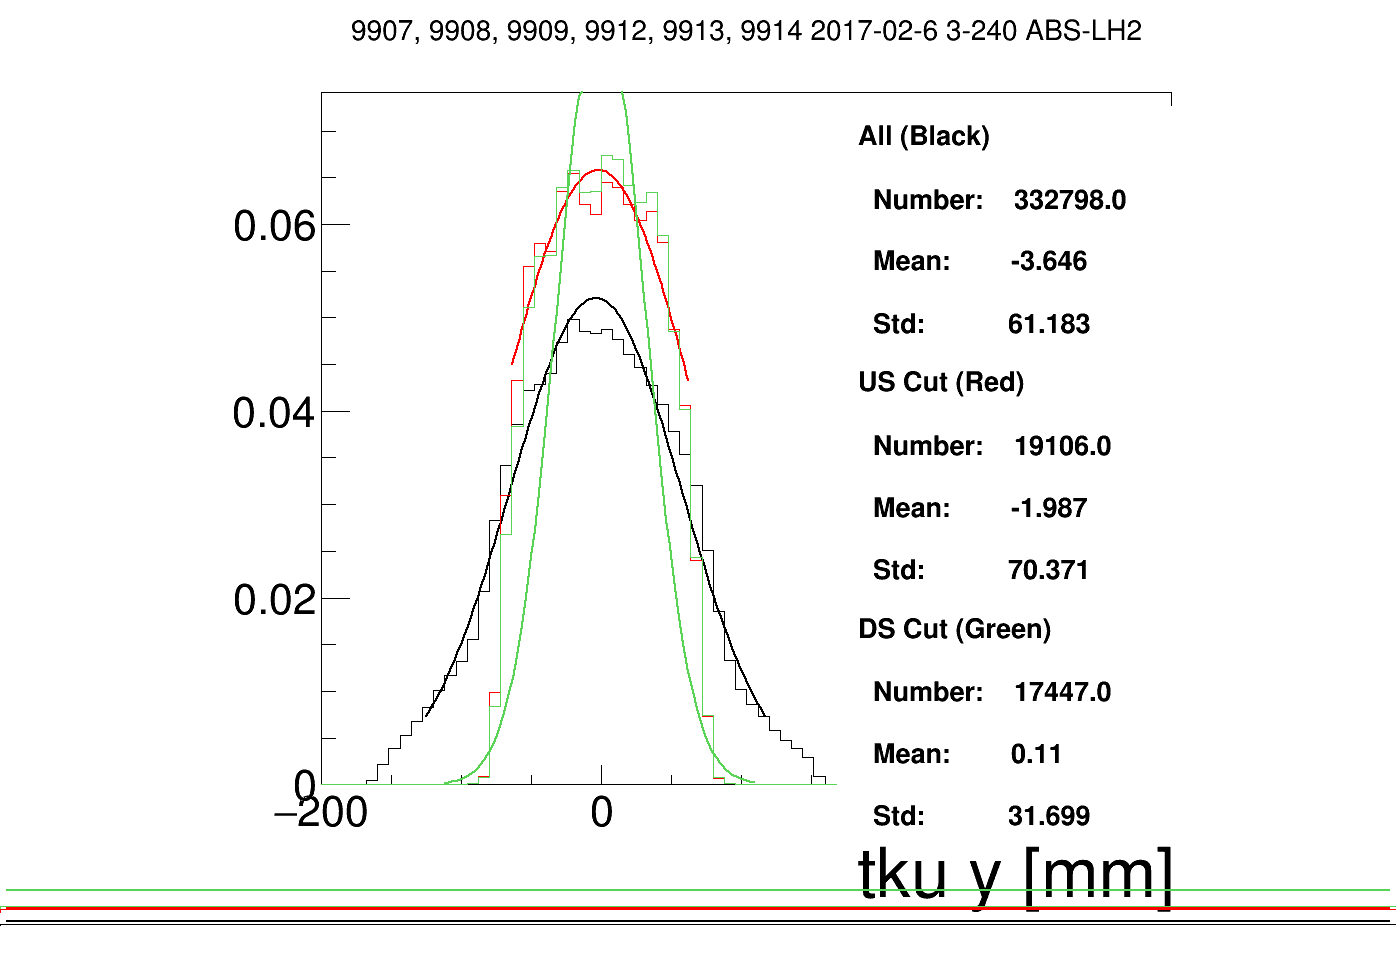 9907, 9908, 9909, 9912, 9913, 9914 2017-02-6 3-240 ABS-LH2
All (Black)
Number: 332798.0
Mean: -3.646
Std: 61.183
US Cut (Red)
Number: 19106.0
Mean: -1.987
Std: 70.371
DS Cut (Green)
Number: 17447.0
Mean: 0.11
Std: 31.699
0.06
0.04
0.02
0
−200 0
tku y [mm]